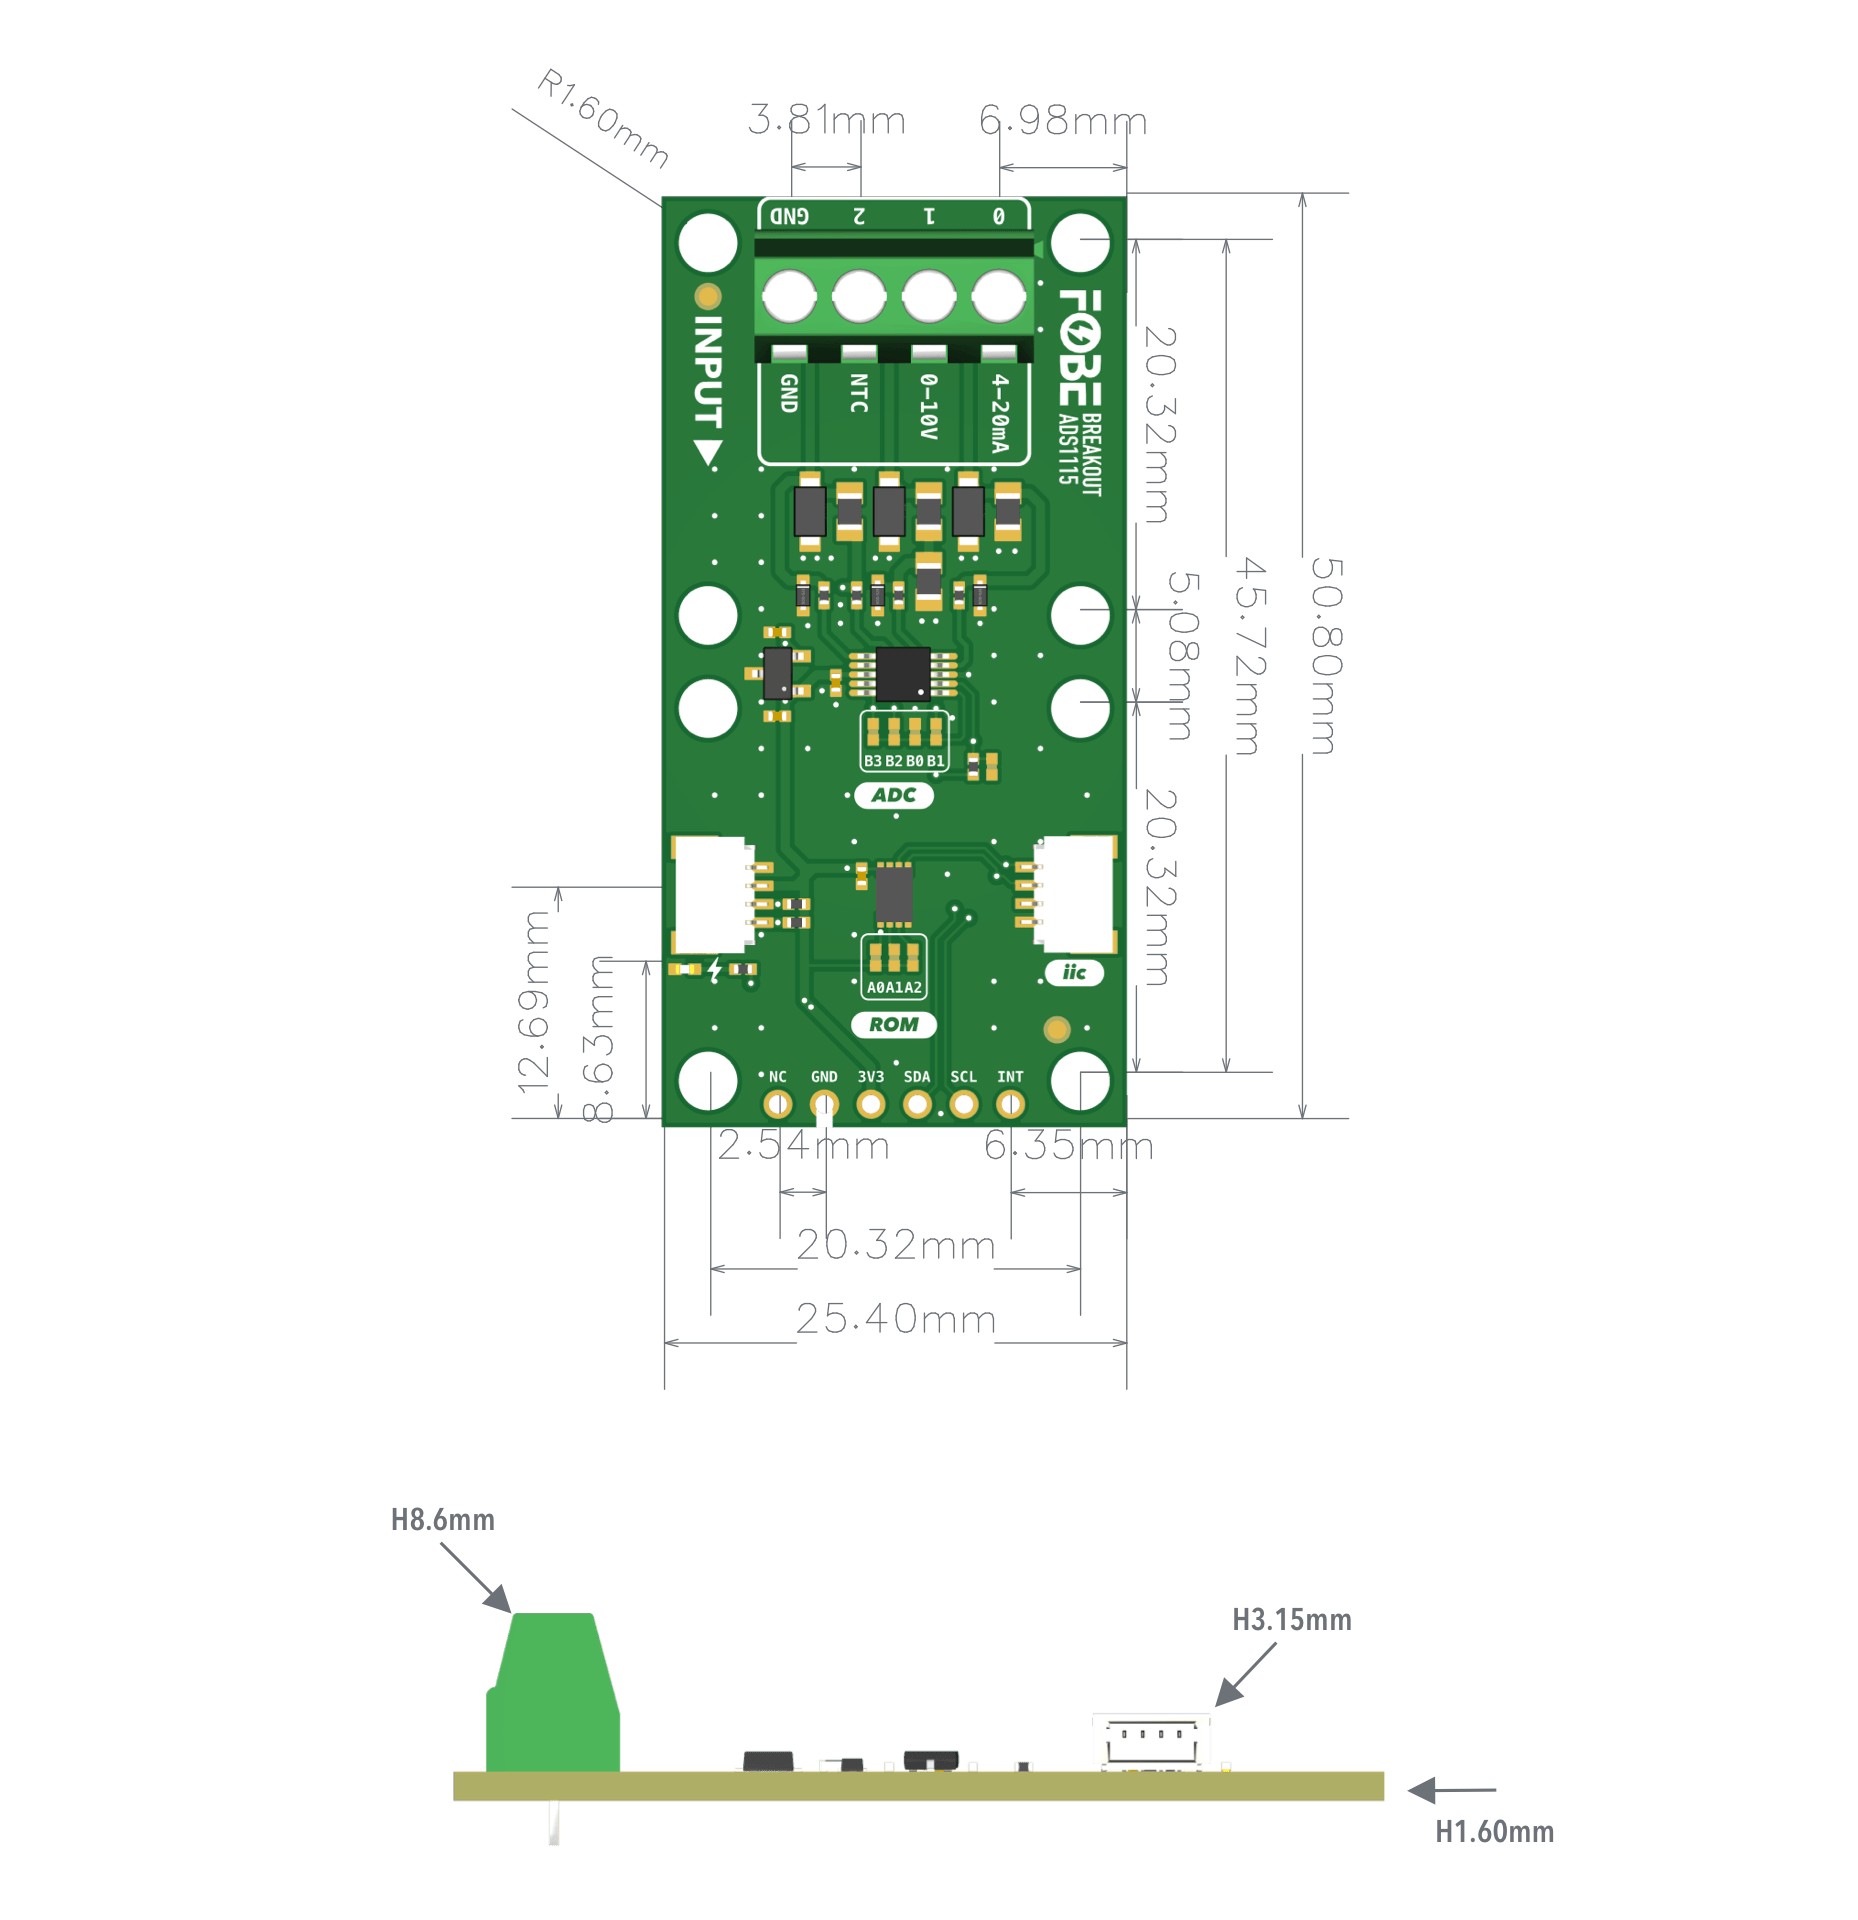 R1.60mm
3.81mm
6.98mm
GND 2 1 0
INPUT
GND
NTC
0-10V
4-20mA
FOBE
BREAKOUT
ADS1115
20.32mm
5.08mm
45.72mm
50.80mm
20.32mm
B3 B2 B0 B1
ADC
12.69mm
8.63mm
iic
A0 A1 A2
ROM
NC GND 3V3 SDA SCL INT
2.54mm
6.35mm
20.32mm
25.40mm
H8.6mm
H3.15mm
H1.60mm